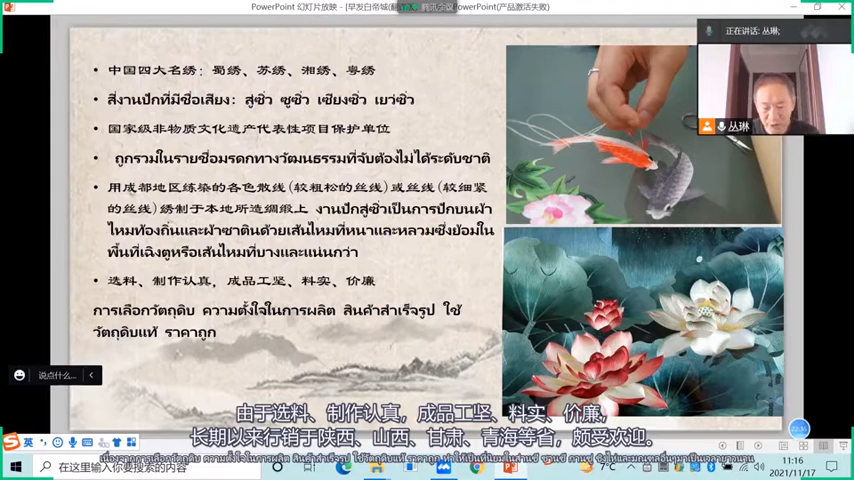 PowerPoint 幻灯片放映 - [早发白帝城(翻
腾讯会议
PowerPoint(产品激活失败)
正在讲话: 丛琳;
丛琳
• 中国四大名绣：蜀绣、苏绣、湘绣、粤绣
• สี่งานปักที่มีชื่อเสียง: สู่ซิ่ว ซูซิ่ว เซียงซิ่ว เยว่ซิ่ว
• 国家级非物质文化遗产代表性项目保护单位
• ถูกรวมในรายชื่อมรดกทางวัฒนธรรมที่จับต้องไม่ได้ระดับชาติ
• 用成都地区练染的各色散线(较粗松的丝线)或丝线(较细紧
的丝线)绣制于本地所造绸缎上 งานปักสู่ซิ่วเป็นการปักบนผ้า
ไหมท้องถิ่นและผ้าซาตินด้วยเส้นไหมที่หนาและหลวมซึ่งย้อมใน
พื้นที่เฉิงตูหรือเส้นไหมที่บางและแน่นกว่า
• 选料、制作认真，成品工坚、料实、价廉
การเลือกวัตถุดิบ ความตั้งใจในการผลิต สินค้าสำเร็จรูป ใช้
วัตถุดิบแท้ ราคาถูก
说点什么...
由于选料、制作认真，成品工坚、料实、价廉，
长期以来行销于陕西、山西、甘肃、青海等省，颇受欢迎。
22:34
英
在这里输入你要搜索的内容
11:16
2021/11/17